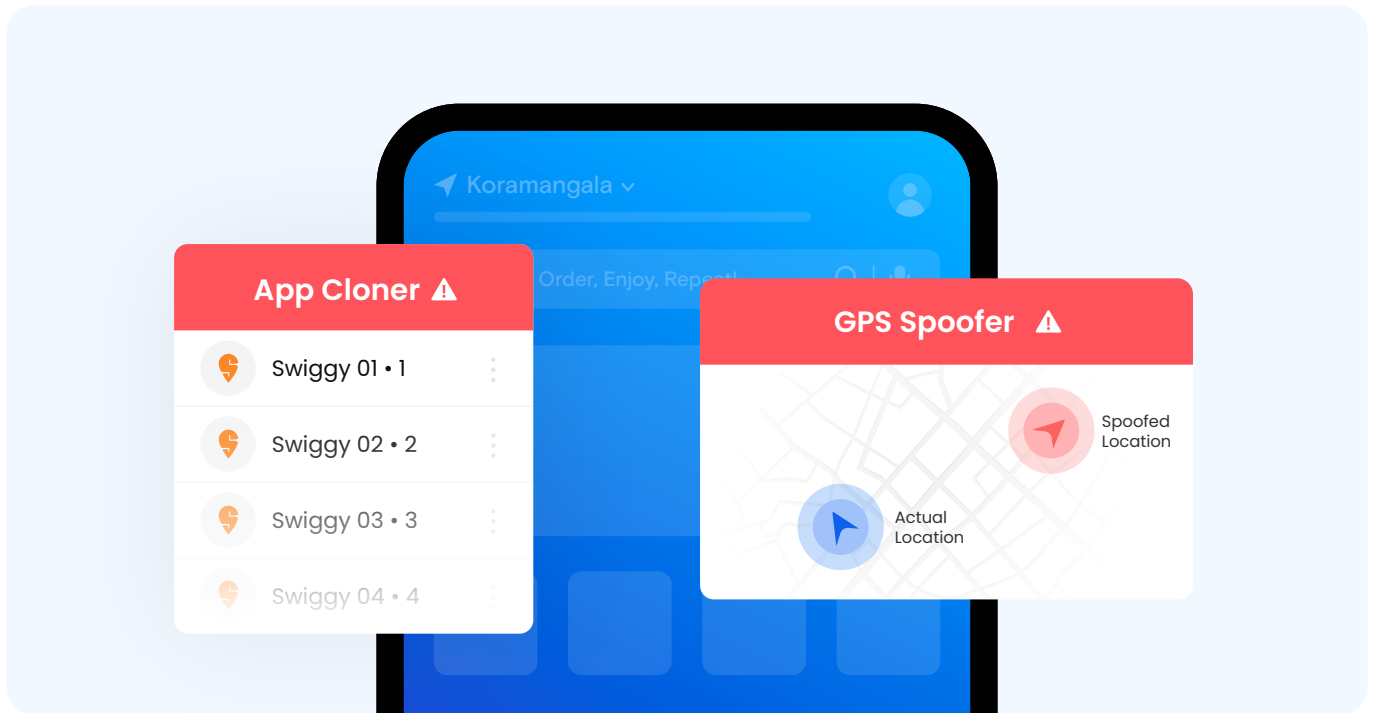 Koramangala
Order, Enjoy, Repeat!
App Cloner
Swiggy 01 • 1
Swiggy 02 • 2
Swiggy 03 • 3
Swiggy 04 • 4
GPS Spoofer
Spoofed
Location
Actual
Location